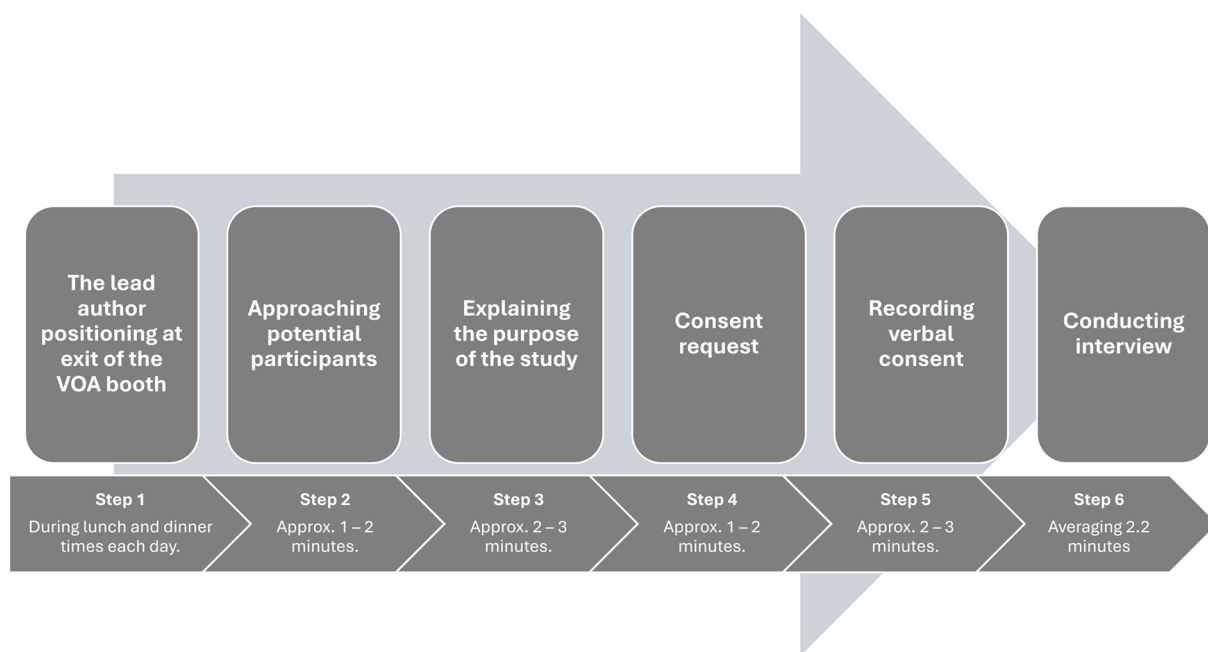 The lead
author
positioning at
exit of the
VOA booth
Approaching
potential
participants
Explaining
the purpose
of the study
Consent
request
Recording
verbal
consent
Conducting
interview
Step 1
During lunch and dinner
times each day.
Step 2
Approx. 1 – 2
minutes.
Step 3
Approx. 2 – 3
minutes.
Step 4
Approx. 1 – 2
minutes.
Step 5
Approx. 2 – 3
minutes.
Step 6
Averaging 2.2
minutes